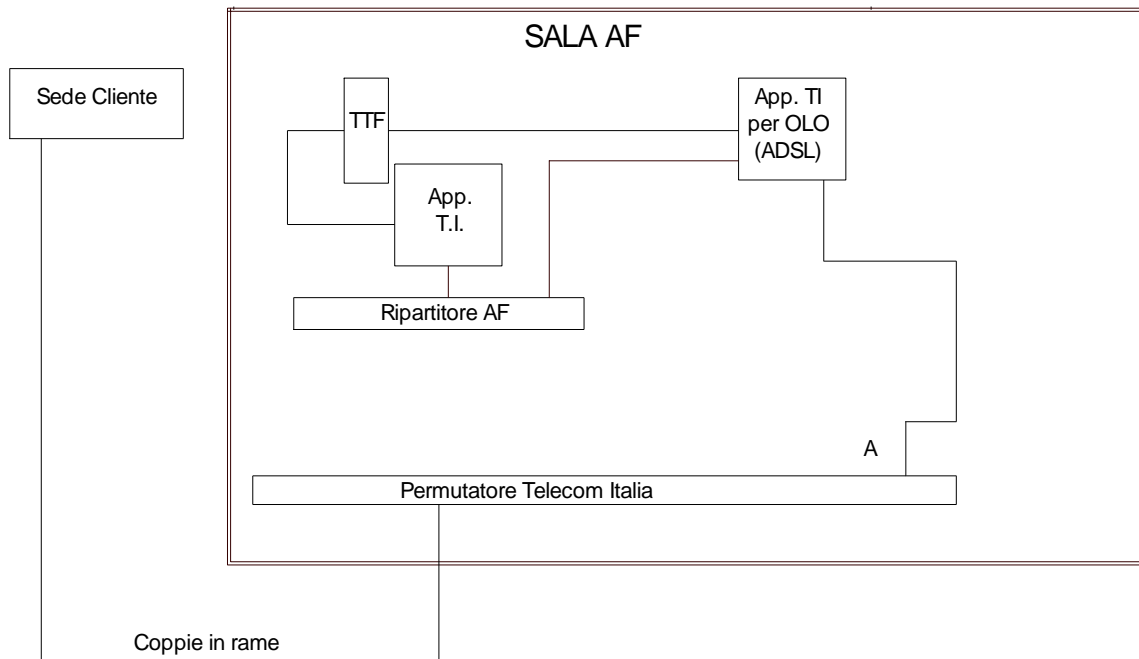 SALA AF
Sede Cliente
TTF
App. TI
per OLO
(ADSL)
App.
T.I.
Ripartitore AF
A
Permutatore Telecom Italia
Coppie in rame